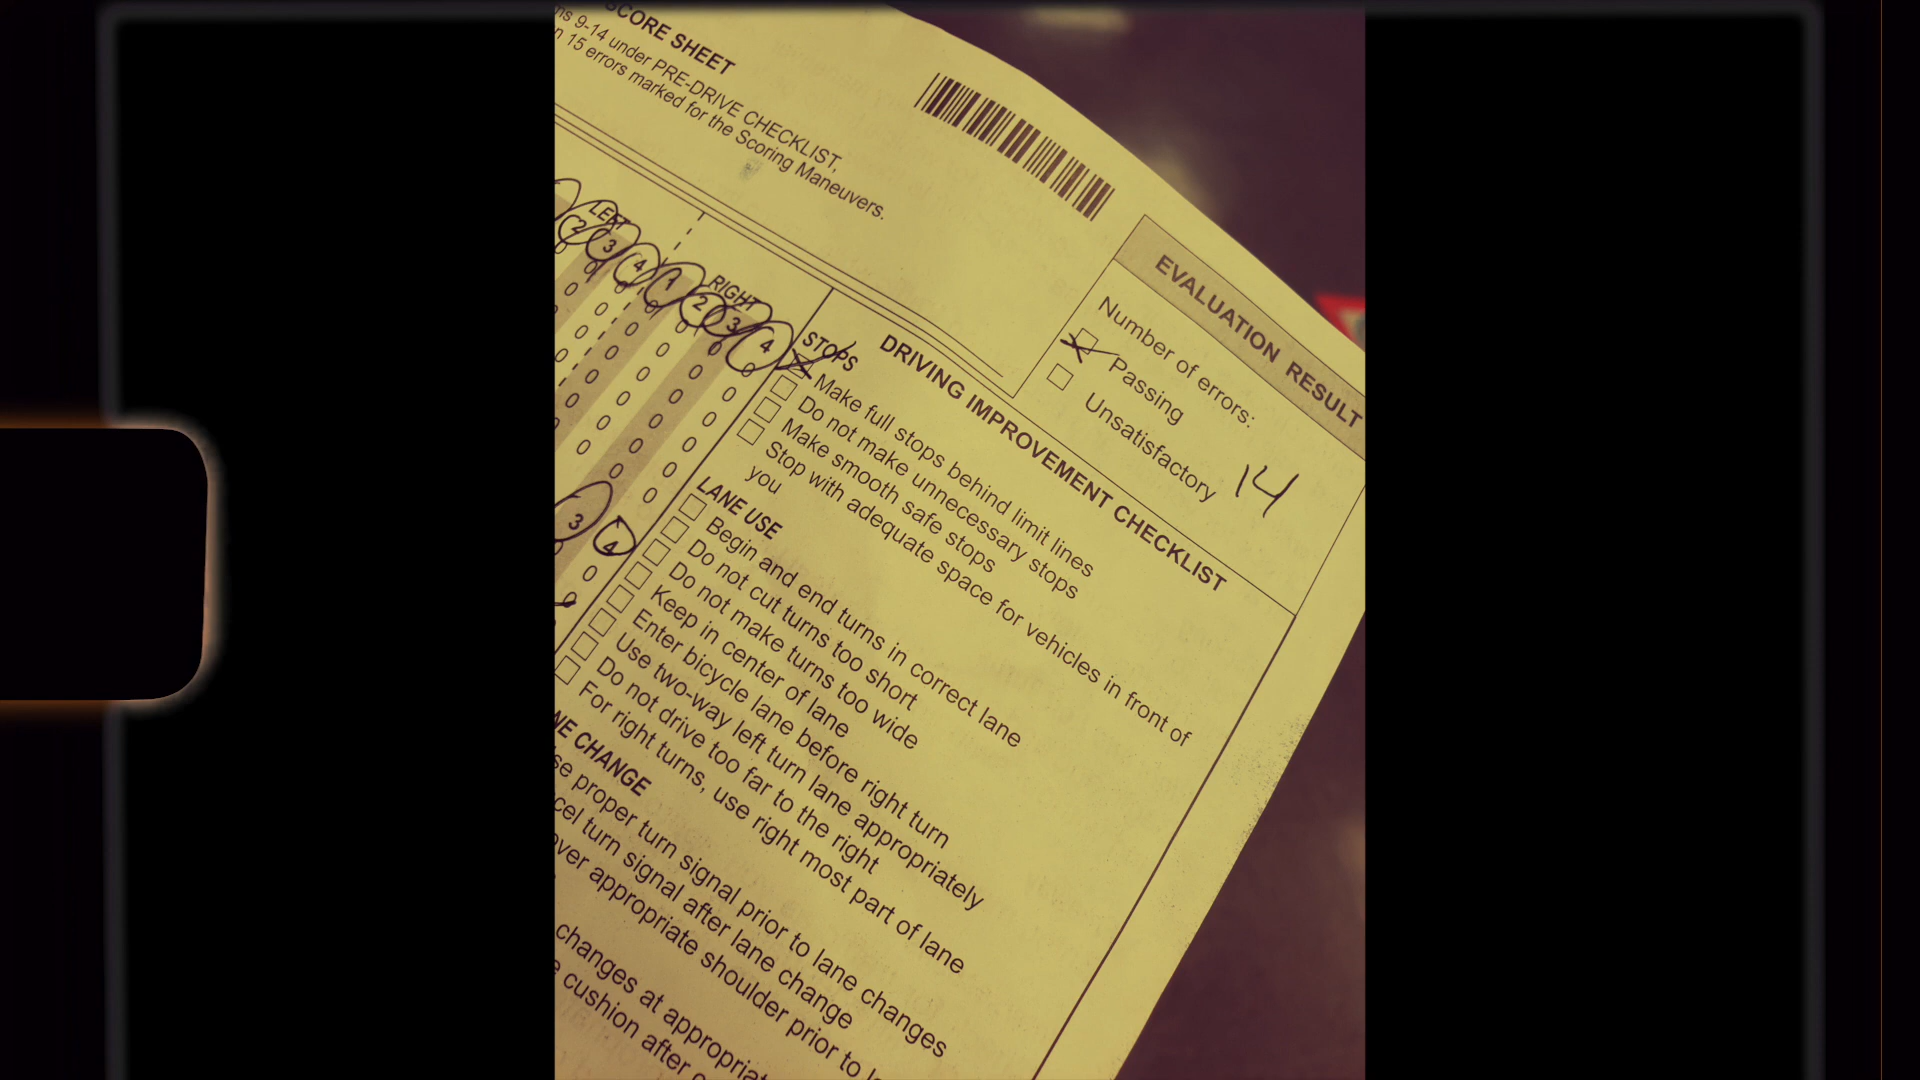 SCORE SHEET
9-14 under PRE-DRIVE CHECKLIST,
15 errors marked for the Scoring Maneuvers.
EVALUATION RESULT
Number of errors: 14
Passing
Unsatisfactory
LEFT
RIGHT
2 3 4 1 2 3 4
3 4
DRIVING IMPROVEMENT CHECKLIST
STOPS
Make full stops behind limit lines
Do not make unnecessary stops
Make smooth safe stops
Stop with adequate space for vehicles in front of
you
LANE USE
Begin and end turns in correct lane
Do not cut turns too short
Do not make turns too wide
Keep in center of lane
Enter bicycle lane before right turn
Use two-way left turn lane appropriately
Do not drive too far to the right
For right turns, use right most part of lane
CHANGE
proper turn signal prior to lane changes
turn signal after lane change
over appropriate shoulder prior to
changes at
cushion after